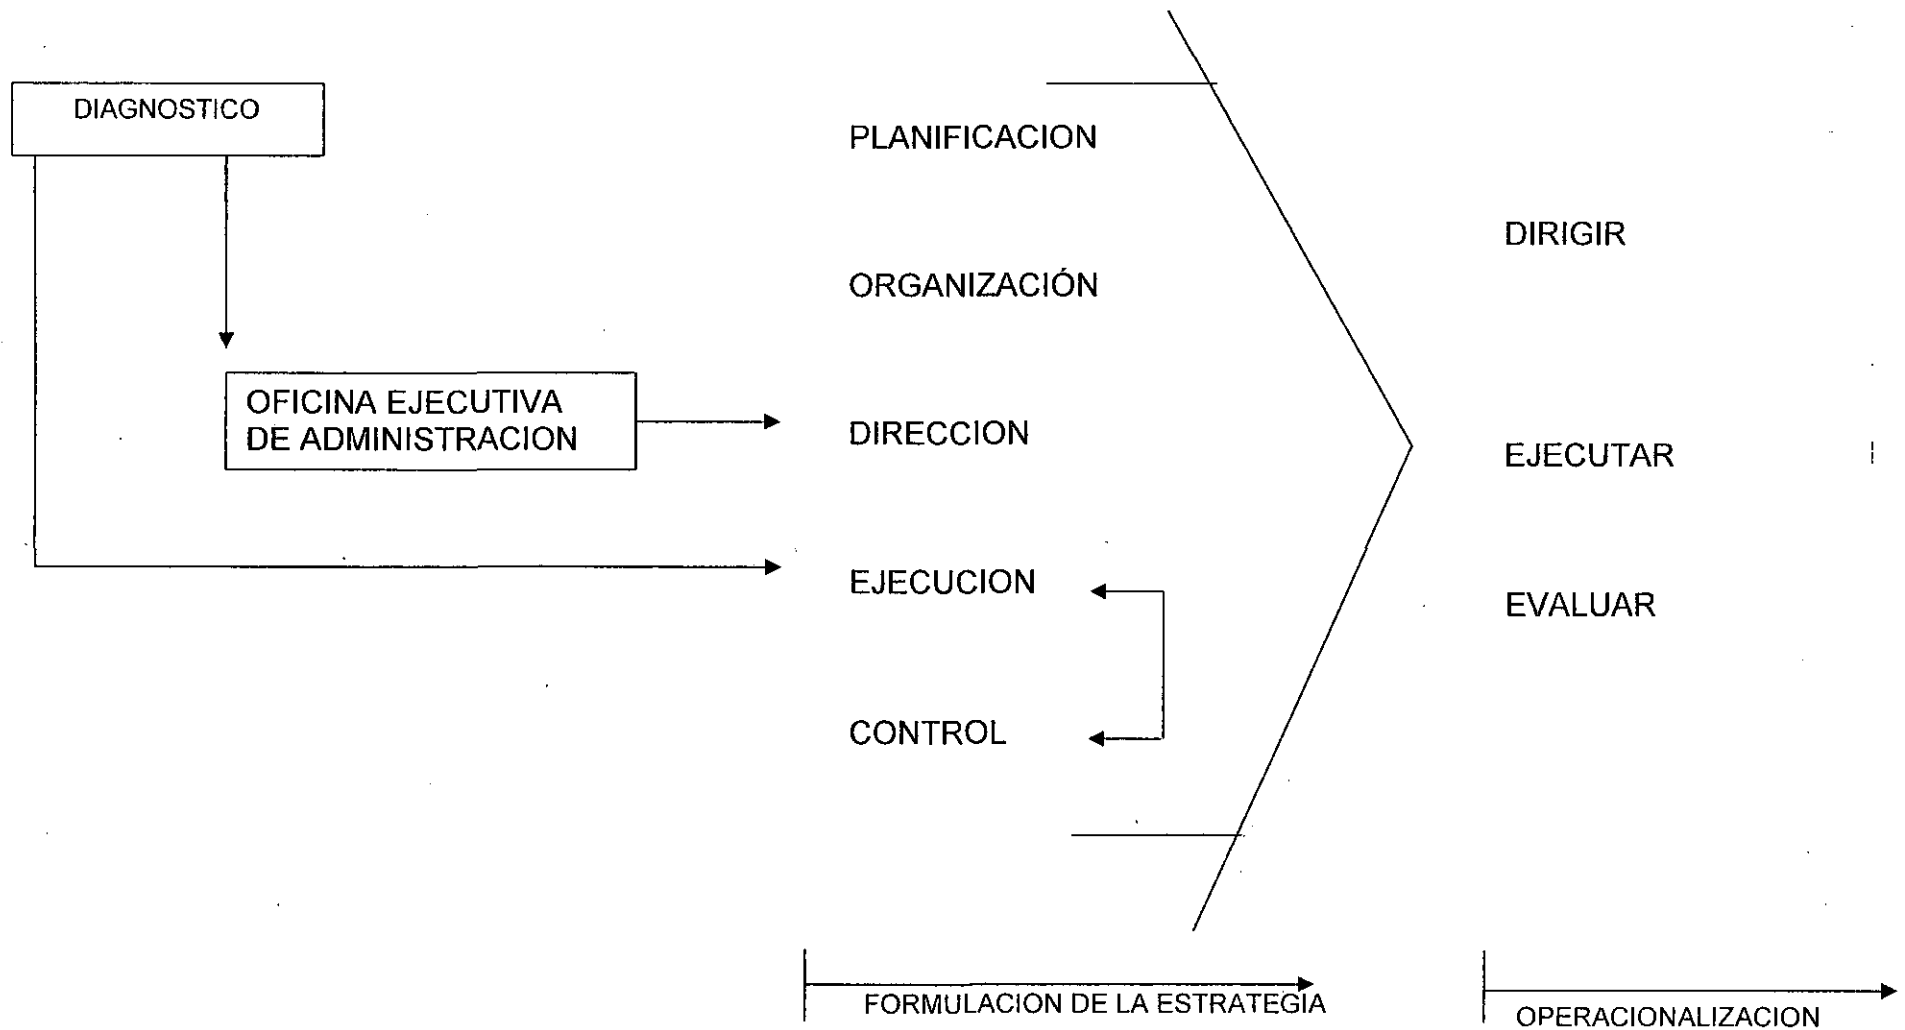 DIAGNOSTICO
OFICINA EJECUTIVA
DE ADMINISTRACION
PLANIFICACION
ORGANIZACIÓN
DIRECCION
EJECUCION
CONTROL
DIRIGIR
EJECUTAR
EVALUAR
FORMULACION DE LA ESTRATEGIA
OPERACIONALIZACION